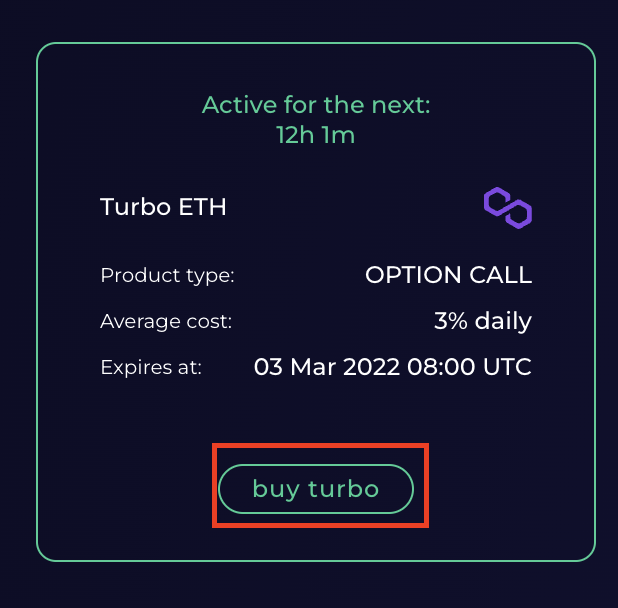 Active for the next:
12h 1m
Turbo ETH
Product type: OPTION CALL
Average cost: 3% daily
Expires at: 03 Mar 2022 08:00 UTC
buy turbo